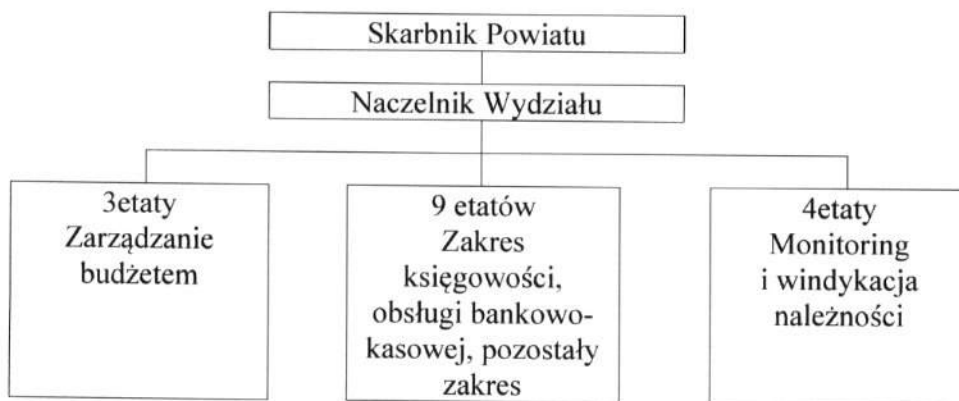 Skarbnik Powiatu
Naczelnik Wydziału
3etaty
Zarządzanie
budżetem
9 etatów
Zakres
księgowości,
obsługi bankowo-
kasowej, pozostały
zakres
4etaty
Monitoring
i windykacja
należności